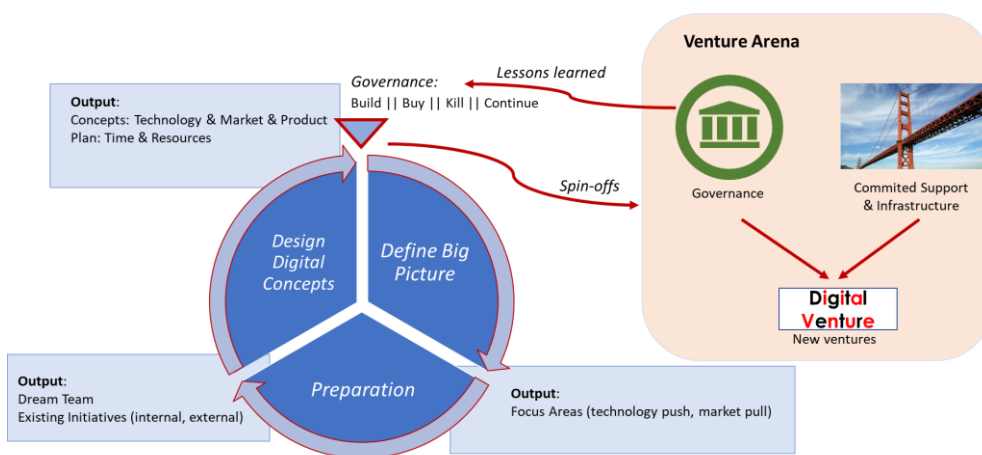 Venture Arena
Lessons learned
Governance:
Build || Buy || Kill || Continue
Output:
Concepts: Technology & Market & Product
Plan: Time & Resources
Spin-offs
Governance
Commited Support
& Infrastructure
Design
Digital
Concepts
Define Big
Picture
Digital
Venture
New ventures
Output:
Dream Team
Existing Initiatives (internal, external)
Preparation
Output:
Focus Areas (technology push, market pull)